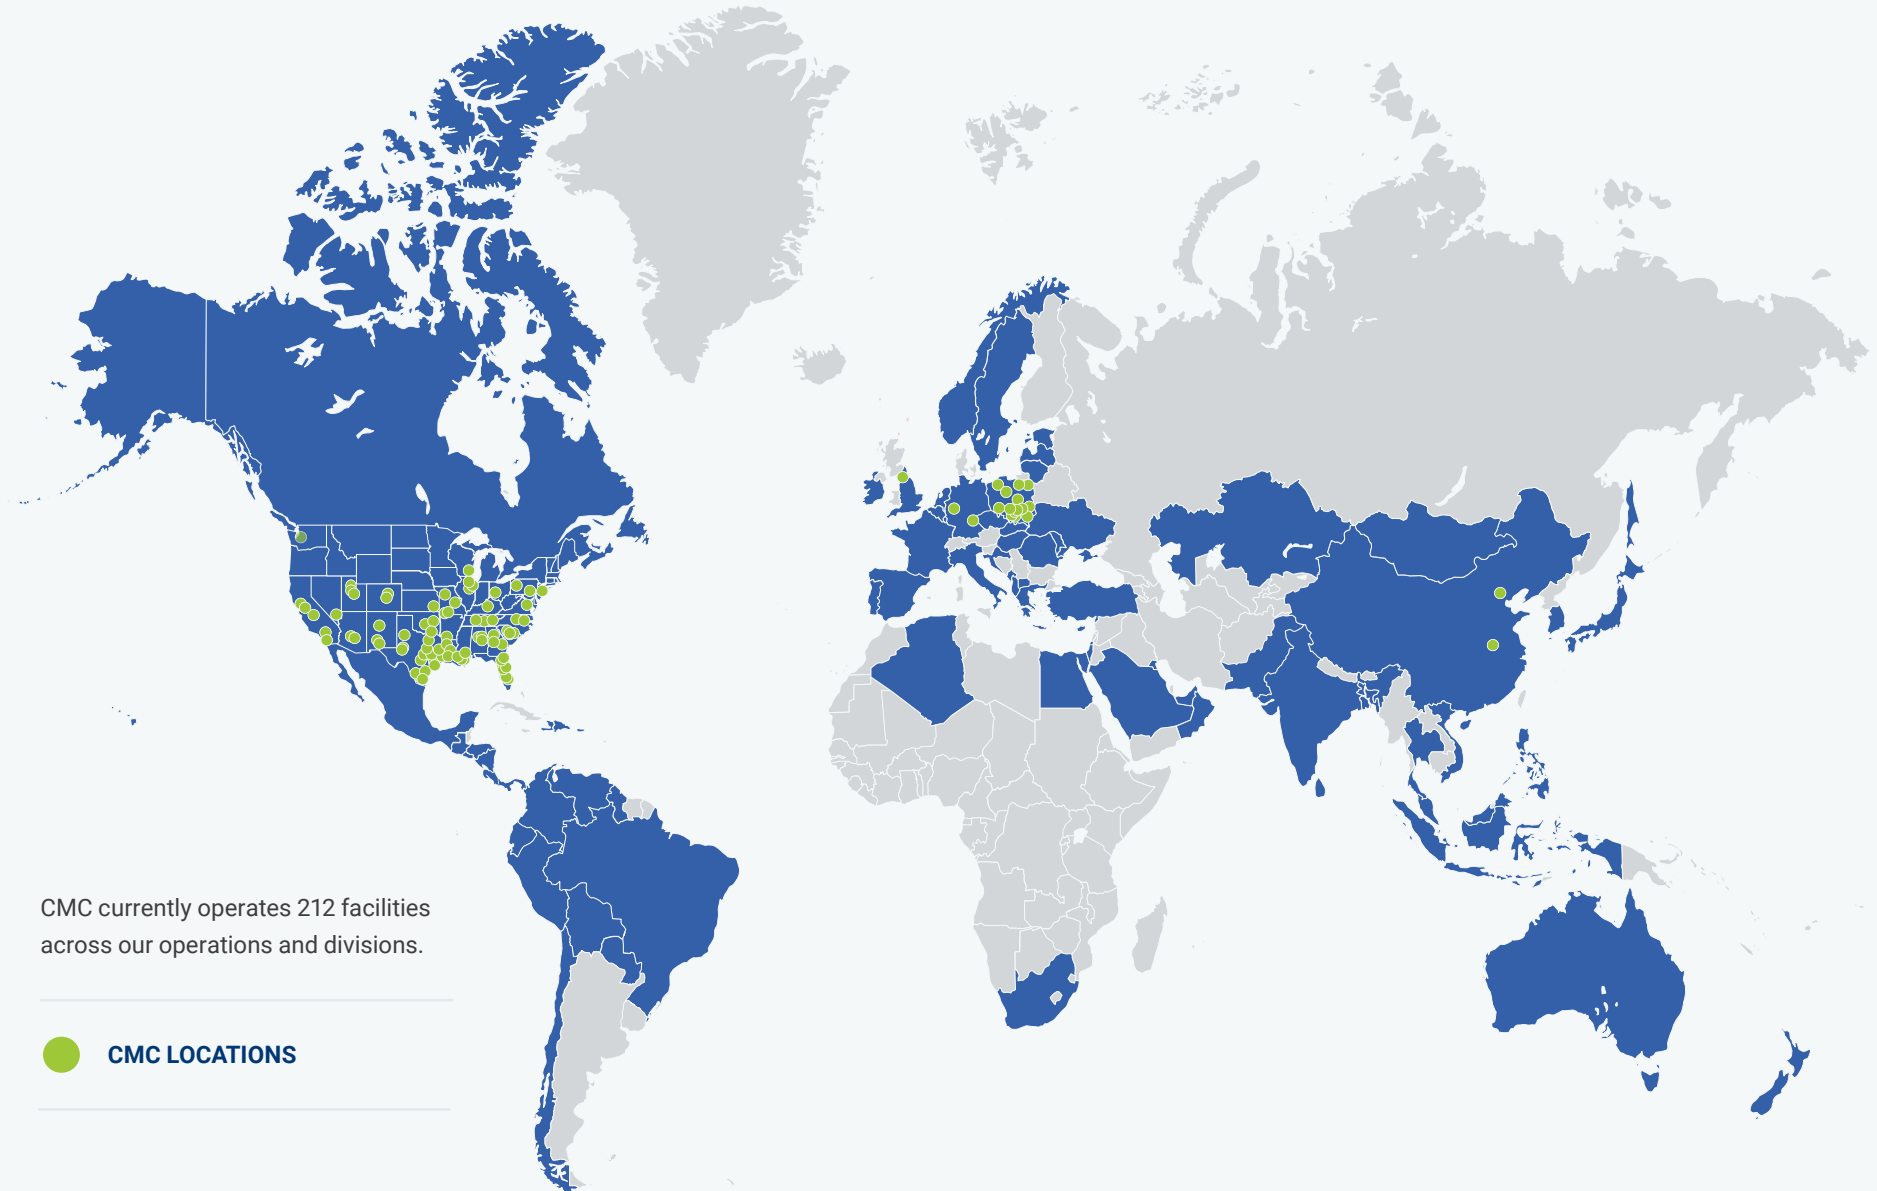 CMC currently operates 212 facilities
across our operations and divisions.
CMC LOCATIONS